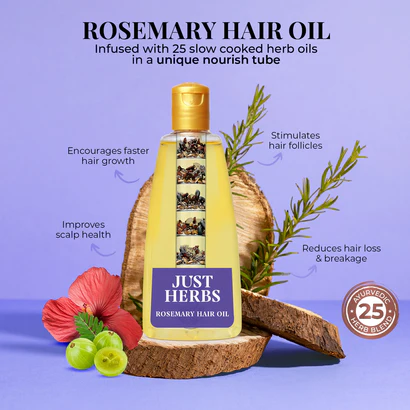 ROSEMARY HAIR OIL
Infused with 25 slow cooked herb oils
in a unique nourish tube
Encourages faster
hair growth
Stimulates
hair follicles
Improves
scalp health
Reduces hair loss
& breakage
JUST
HERBS
ROSEMARY HAIR OIL
AYURVEDIC
25
HERB BLEND